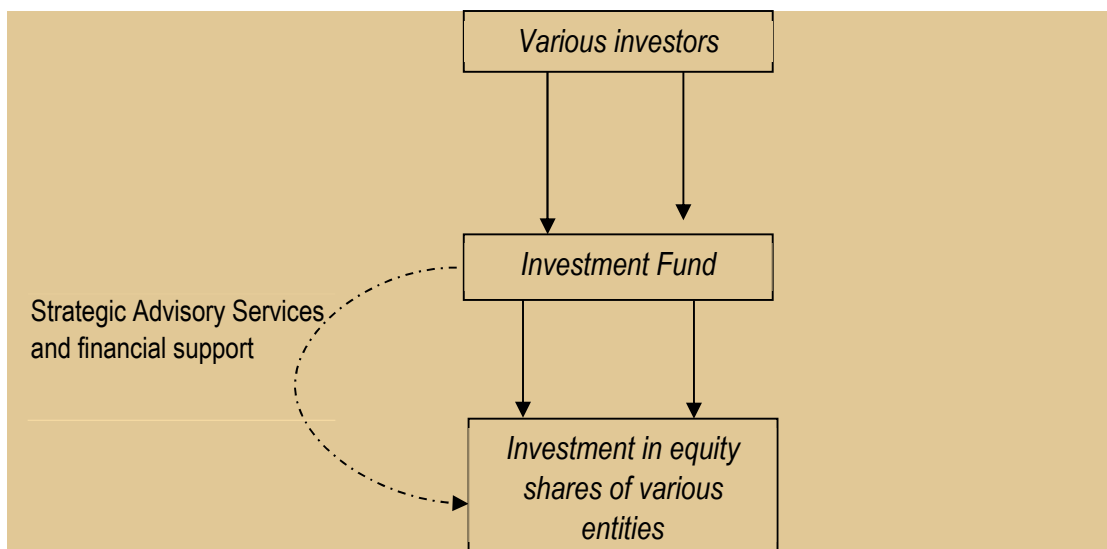 Various investors
Investment Fund
Strategic Advisory Services
and financial support
Investment in equity
shares of various
entities